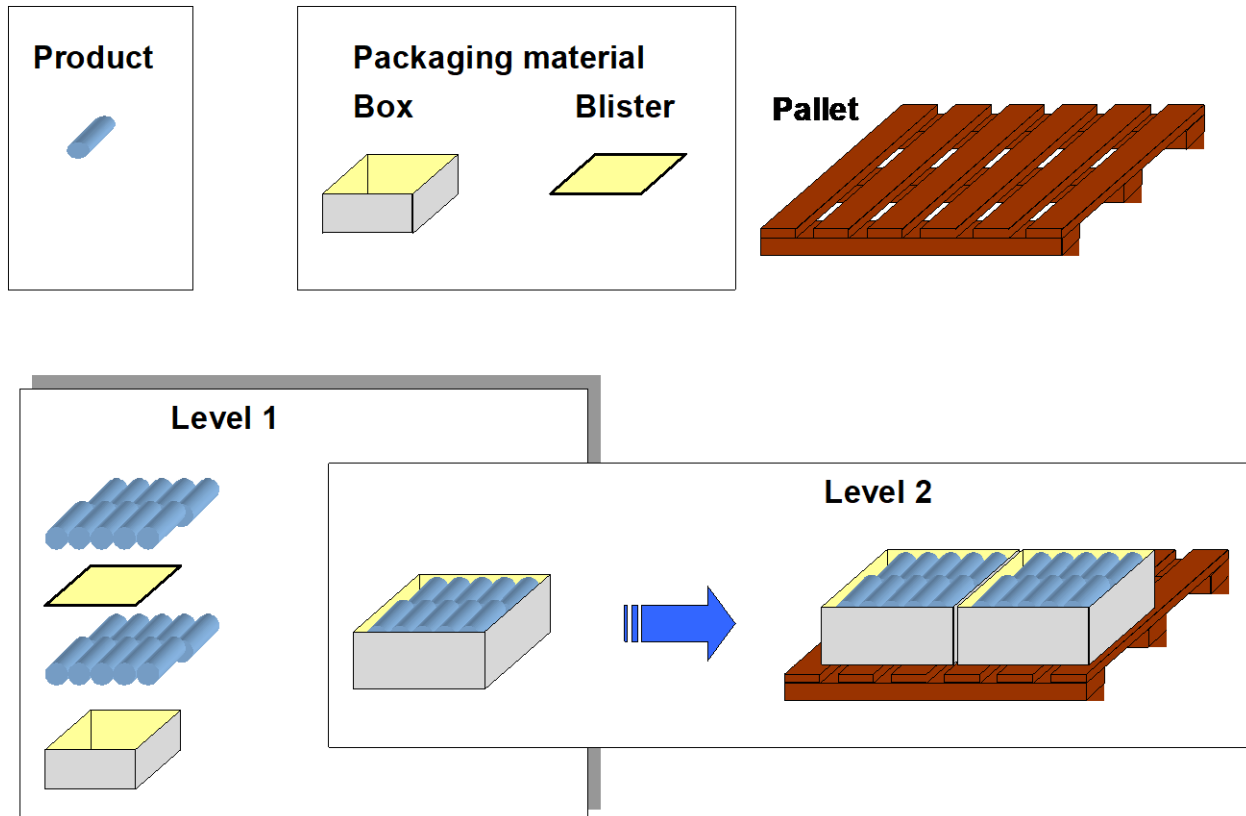 Product
Packaging material
Box
Blister
Pallet
Level 1
Level 2